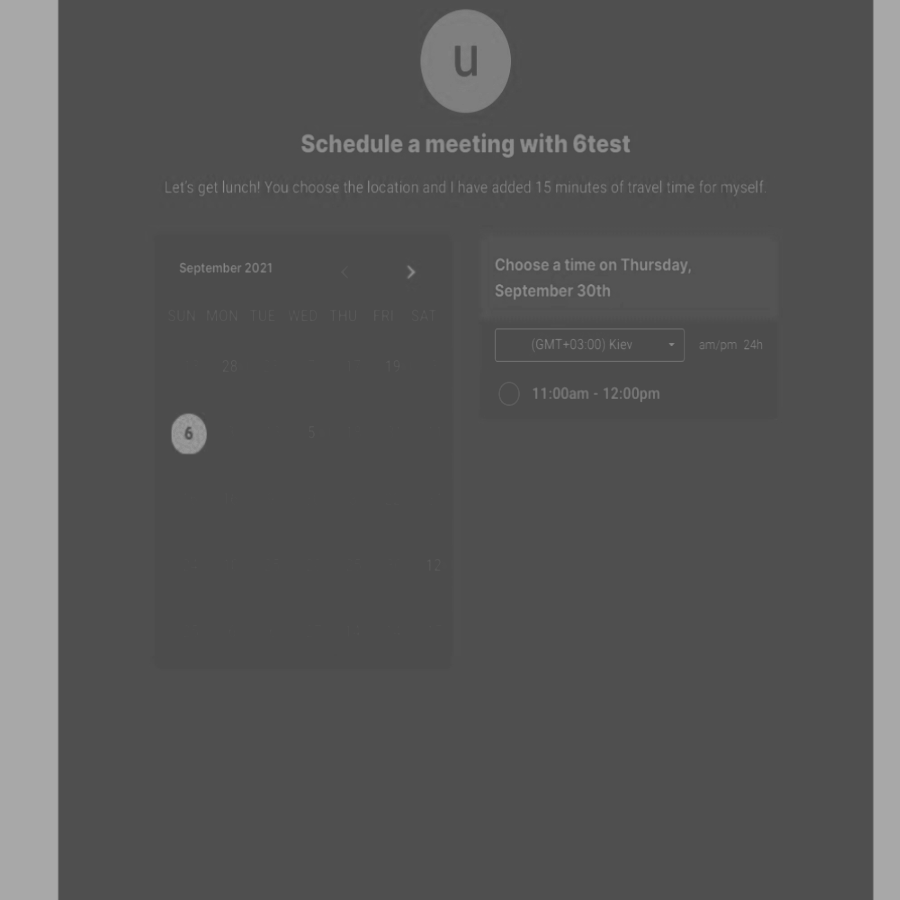 u
Schedule a meeting with 6test
Let's get lunch! You choose the location and I have added 15 minutes of travel time for myself.
September 2021
SUN MON TUE WED THU FRI SAT
28 17 19
6 5
12
Choose a time on Thursday,
September 30th
(GMT+03:00) Kiev am/pm 24h
11:00am - 12:00pm